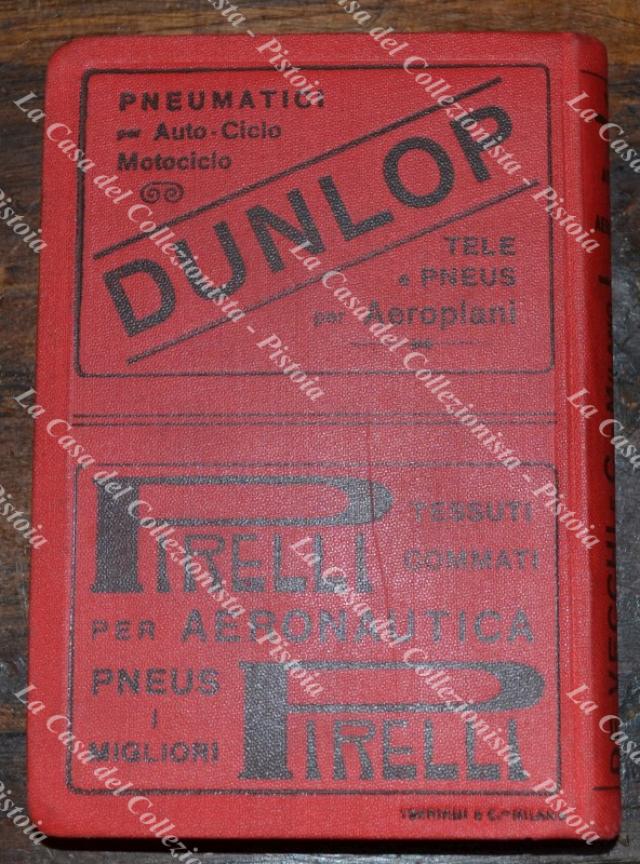 PNEUMATICI
per Auto-Ciclo
Motociclo
DUNLOP
TELE
e PNEUS
per Aeroplani
PIRELLI
TESSUTI
GOMMATI
PER AERONAUTICA
PNEUS
I
MIGLIORI
PIRELLI
MILANO
La Casa del Collezionista - Pistoia